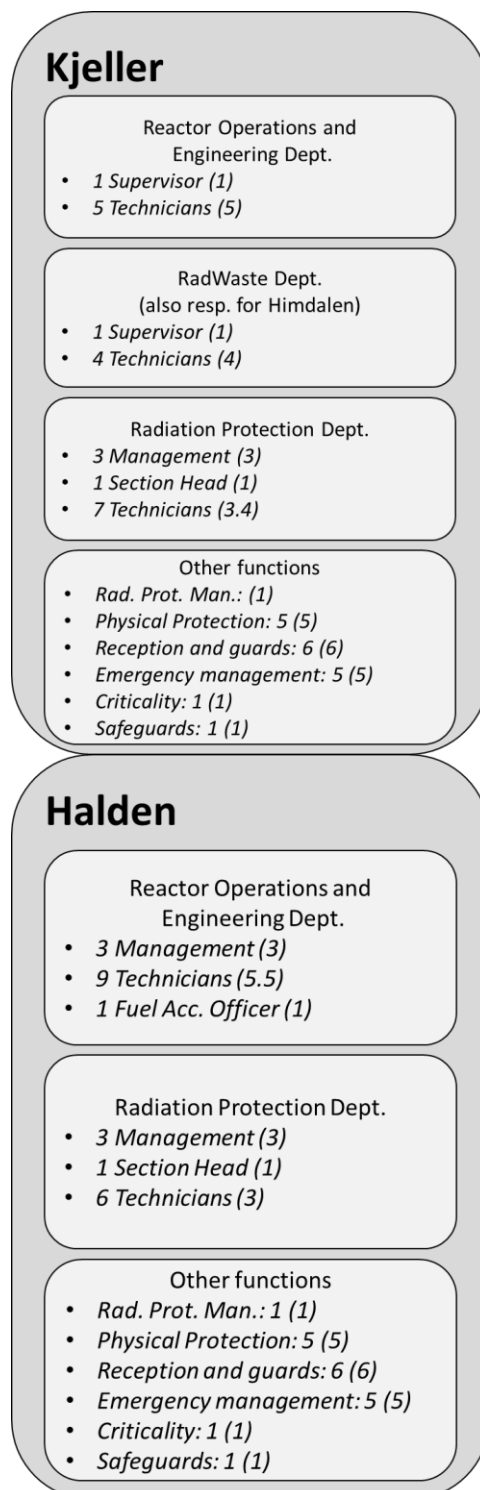 Kjeller
Reactor Operations and
Engineering Dept.
• 1 Supervisor (1)
• 5 Technicians (5)
RadWaste Dept.
(also resp. for Himdalen)
• 1 Supervisor (1)
• 4 Technicians (4)
Radiation Protection Dept.
• 3 Management (3)
• 1 Section Head (1)
• 7 Technicians (3.4)
Other functions
• Rad. Prot. Man.: (1)
• Physical Protection: 5 (5)
• Reception and guards: 6 (6)
• Emergency management: 5 (5)
• Criticality: 1 (1)
• Safeguards: 1 (1)
Halden
Reactor Operations and
Engineering Dept.
• 3 Management (3)
• 9 Technicians (5.5)
• 1 Fuel Acc. Officer (1)
Radiation Protection Dept.
• 3 Management (3)
• 1 Section Head (1)
• 6 Technicians (3)
Other functions
• Rad. Prot. Man.: 1 (1)
• Physical Protection: 5 (5)
• Reception and guards: 6 (6)
• Emergency management: 5 (5)
• Criticality: 1 (1)
• Safeguards: 1 (1)